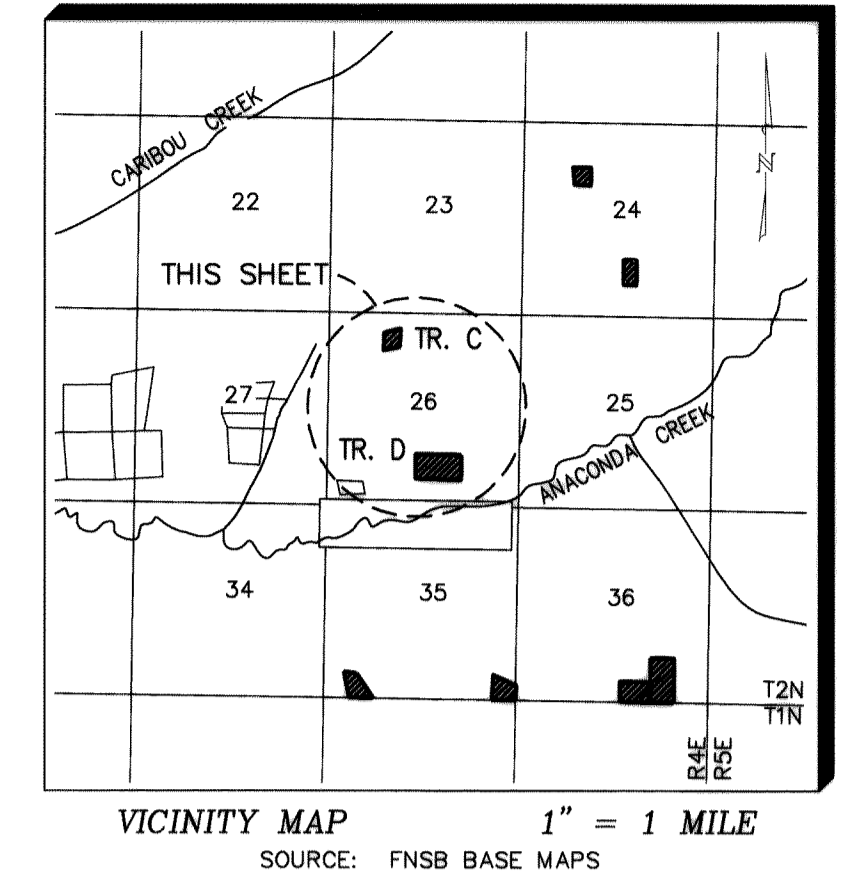 CARIBOU CREEK
22
23
24
THIS SHEET
TR. C
27
26
25
TR. D
ANACONDA CREEK
34
35
36
T2N
T1N
R4E
R5E
N
VICINITY MAP 1" = 1 MILE
SOURCE: FNSB BASE MAPS